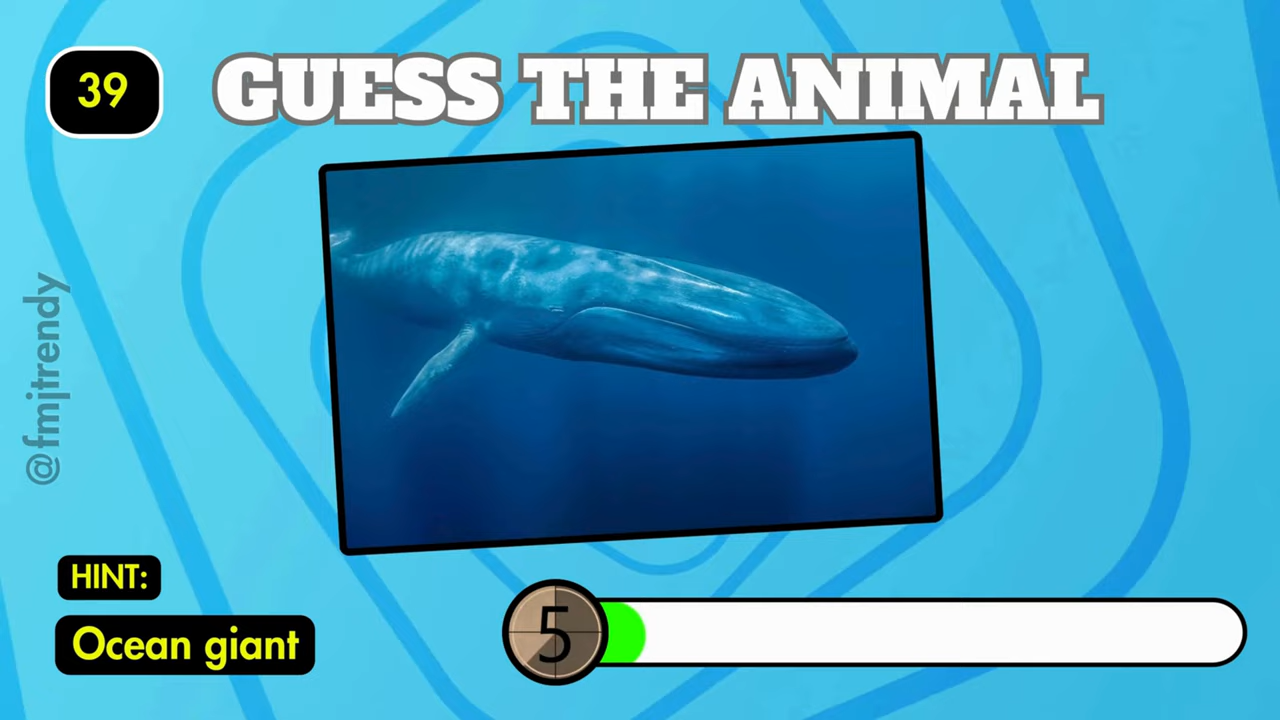 39
GUESS THE ANIMAL
@fmjtrendy
HINT:
Ocean giant
5